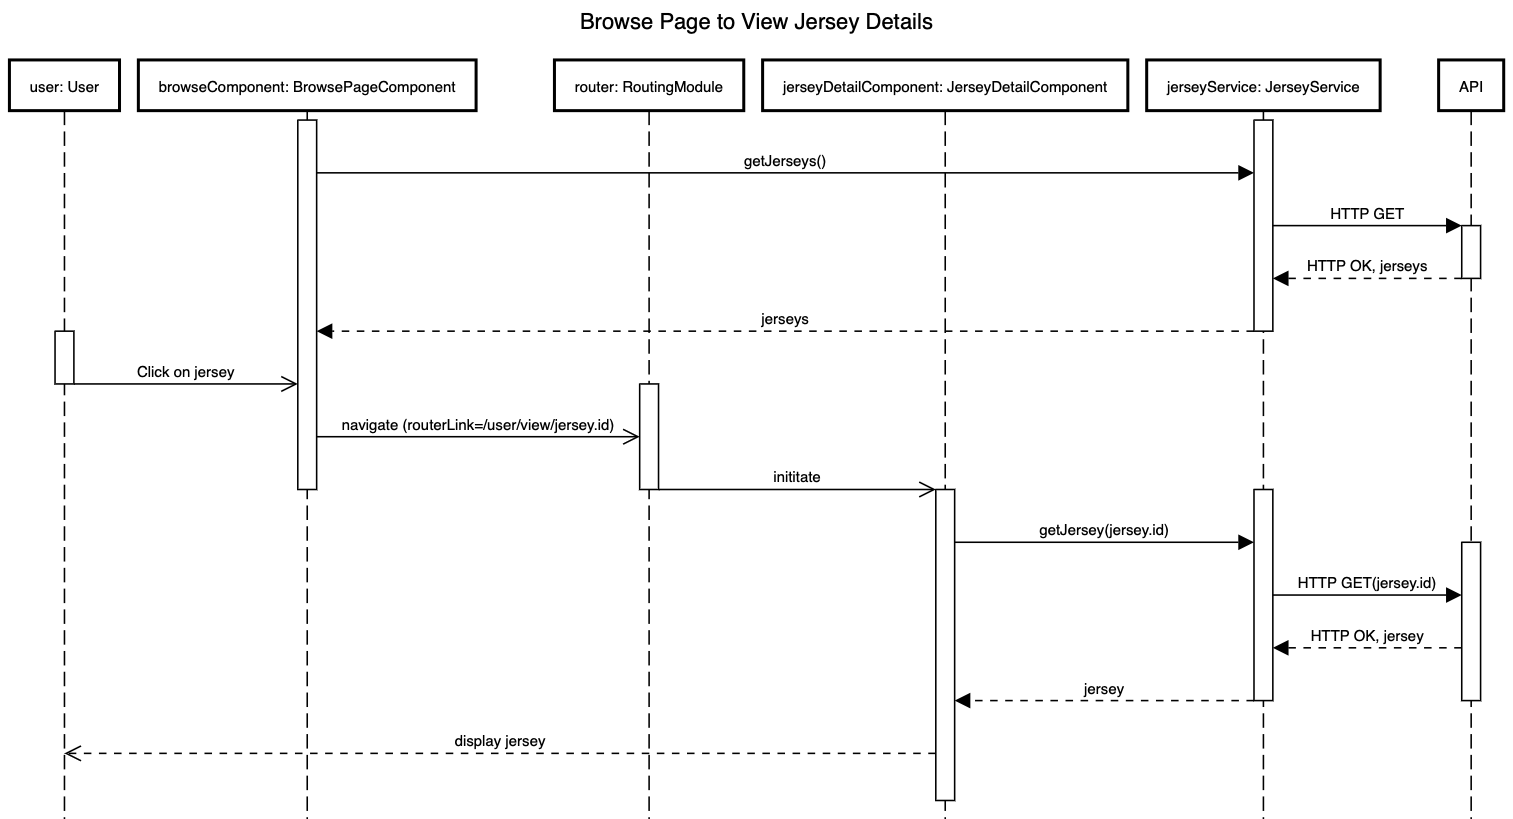 Browse Page to View Jersey Details
user: User
browseComponent: BrowsePageComponent
router: RoutingModule
jerseyDetailComponent: JerseyDetailComponent
jerseyService: JerseyService
API
getJerseys()
HTTP GET
HTTP OK, jerseys
jerseys
Click on jersey
navigate (routerLink=/user/view/jersey.id)
inititate
getJersey(jersey.id)
HTTP GET(jersey.id)
HTTP OK, jersey
jersey
display jersey